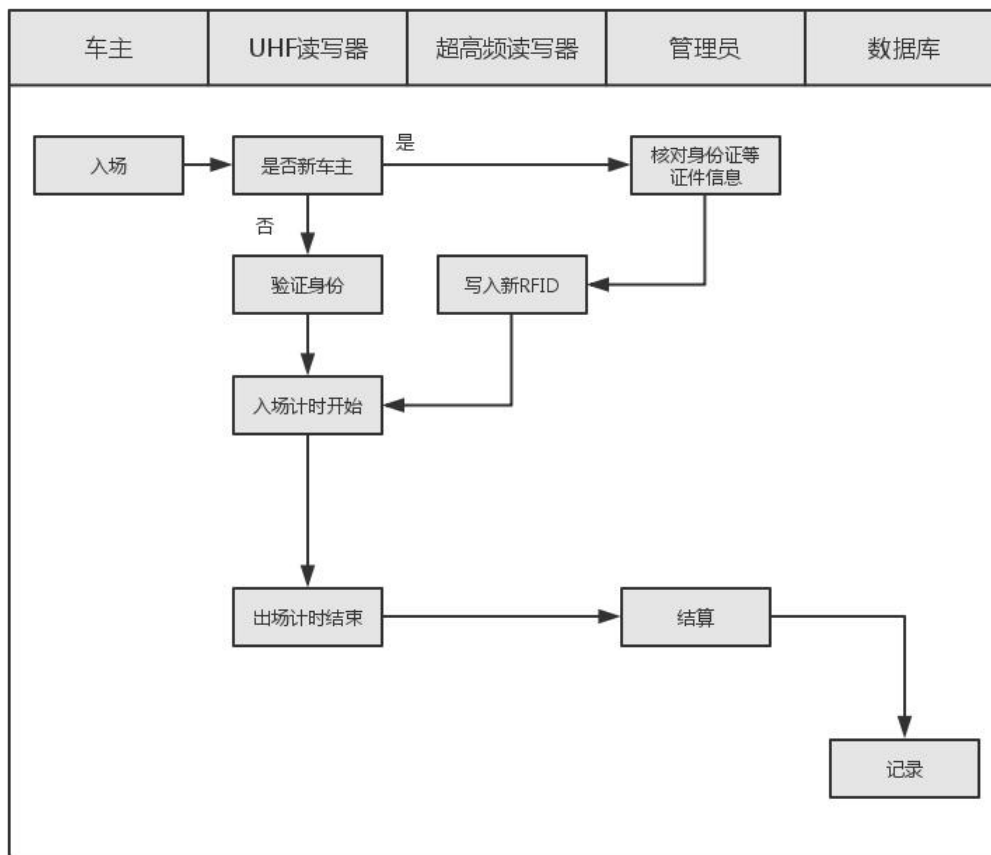 车主
UHF读写器
超高频读写器
管理员
数据库
入场
是否新车主
是
核对身份证等
证件信息
否
验证身份
写入新RFID
入场计时开始
出场计时结束
结算
记录